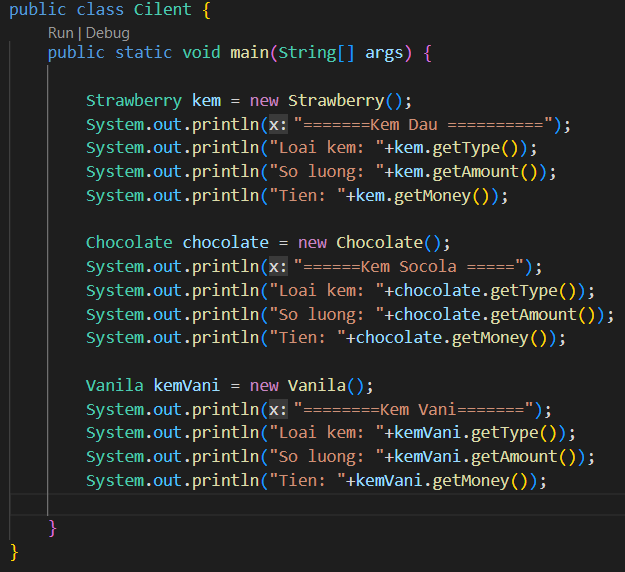 public class Cilent {
Run | Debug
public static void main(String[] args) {
Strawberry kem = new Strawberry();
System.out.println(x: "=======Kem Dau ==========");
System.out.println("Loai kem: "+kem.getType());
System.out.println("So luong: "+kem.getAmount());
System.out.println("Tien: "+kem.getMoney());
Chocolate chocolate = new Chocolate();
System.out.println(x: "======Kem Socola =====");
System.out.println("Loai kem: "+chocolate.getType());
System.out.println("So luong: "+chocolate.getAmount());
System.out.println("Tien: "+chocolate.getMoney());
Vanila kemVani = new Vanila();
System.out.println(x: "========Kem Vani=======");
System.out.println("Loai kem: "+kemVani.getType());
System.out.println("So luong: "+kemVani.getAmount());
System.out.println("Tien: "+kemVani.getMoney());
}
}